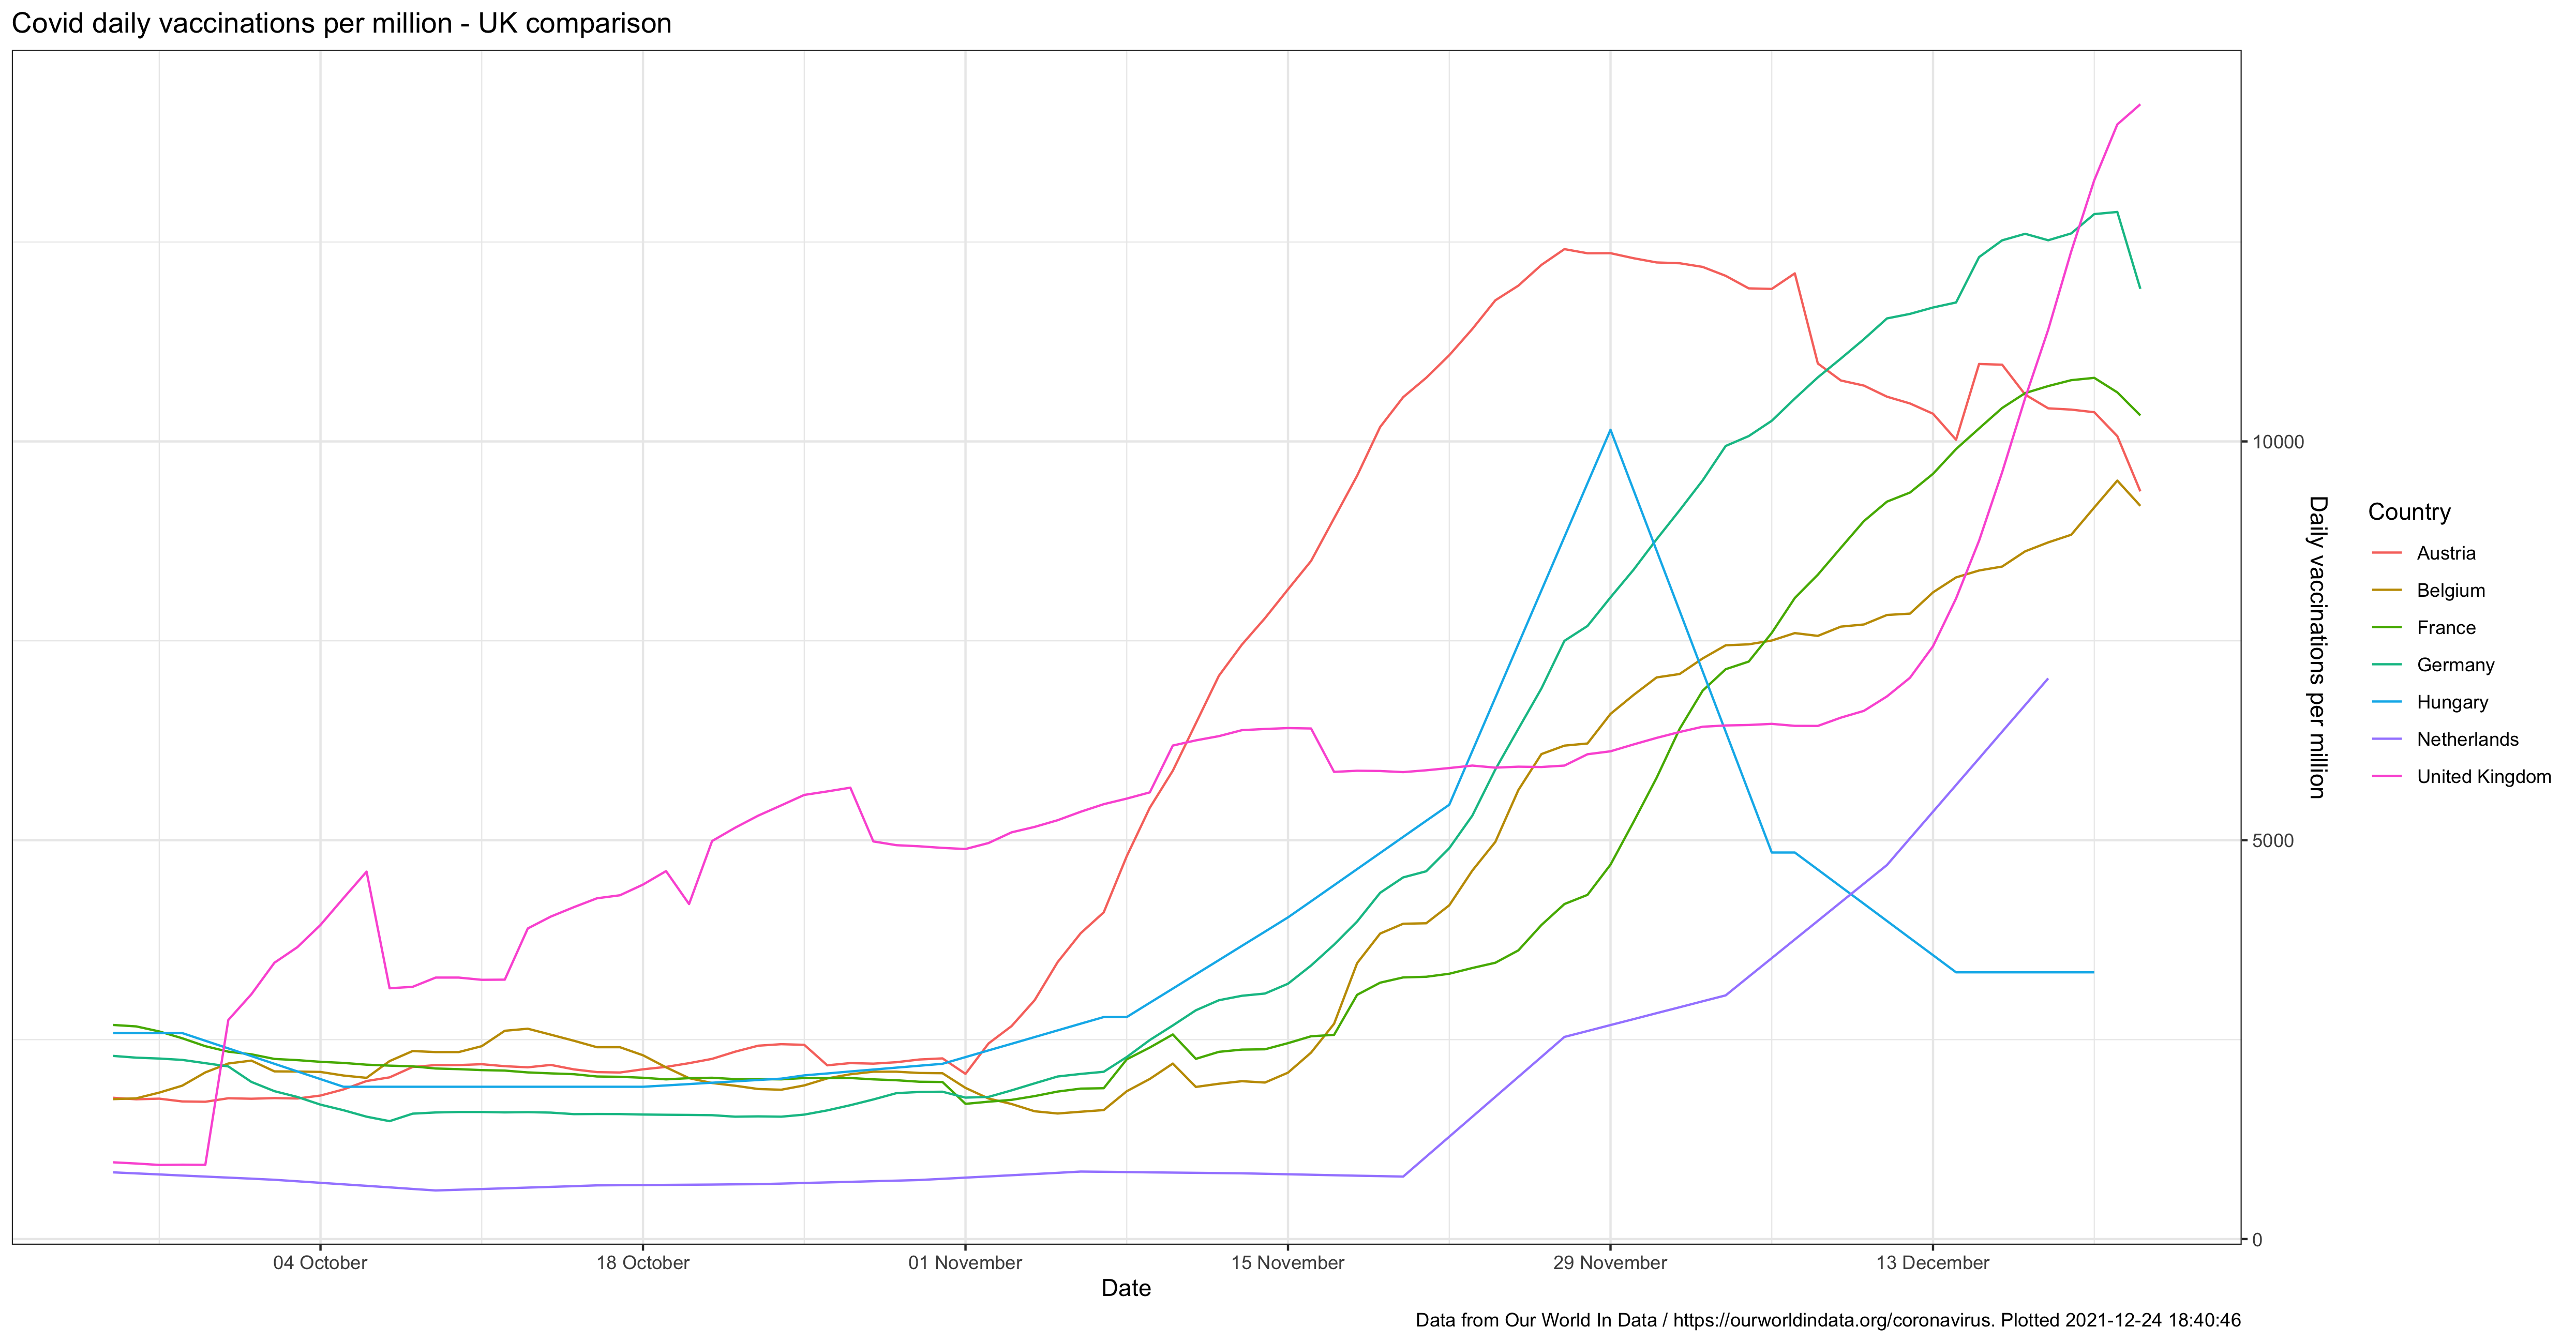 Covid daily vaccinations per million - UK comparison
10000
5000
0
Daily vaccinations per million
Country
Austria
Belgium
France
Germany
Hungary
Netherlands
United Kingdom
04 October
18 October
01 November
15 November
29 November
13 December
Date
Data from Our World In Data / https://ourworldindata.org/coronavirus. Plotted 2021-12-24 18:40:46